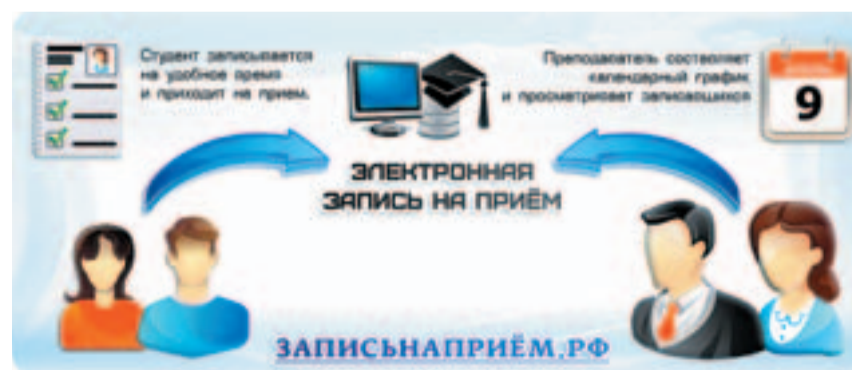 Студент записывается
на удобное время
и приходит на прием.
Преподаватель составляет
календарный график
и просматривает записавшихся
9
ЭЛЕКТРОННАЯ
ЗАПИСЬ НА ПРИЁМ
ЗАПИСЬНАПРИЁМ.РФ